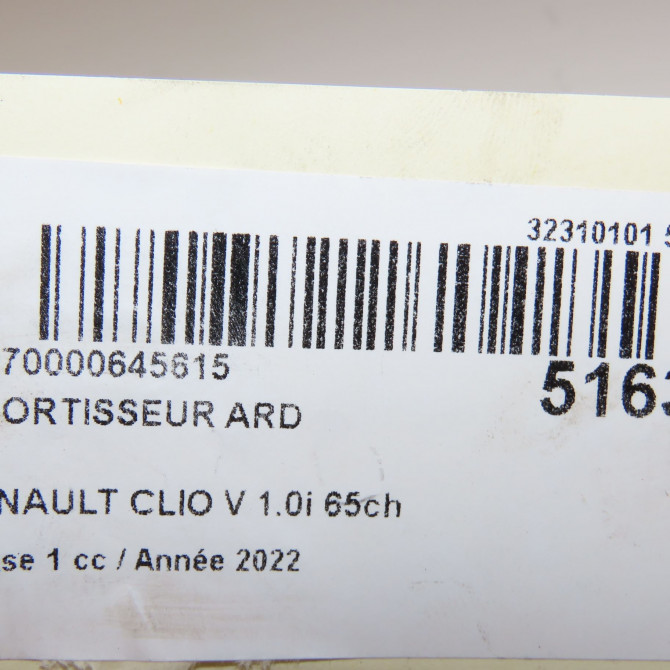 32310101 5
70000645615
5163
ORTISSEUR ARD
NAULT CLIO V 1.0i 65ch
se 1 cc / Année 2022